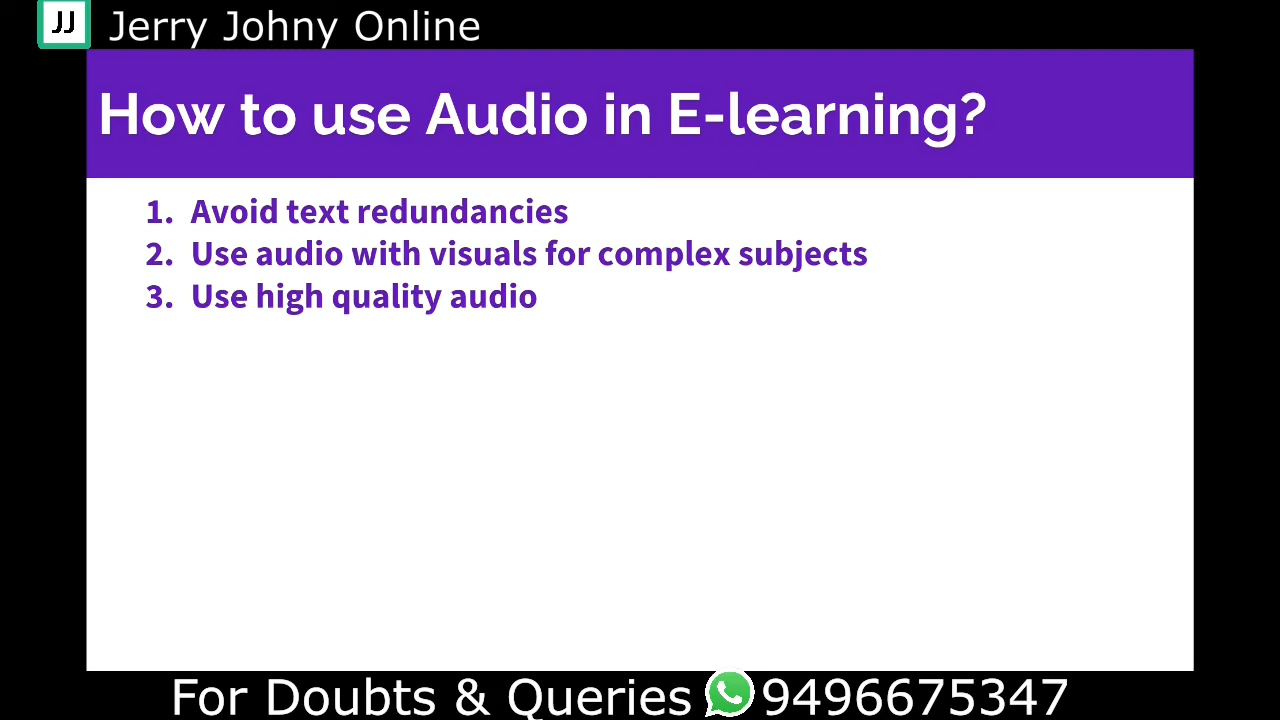 JJ Jerry Johny Online
How to use Audio in E-learning?
1. Avoid text redundancies
2. Use audio with visuals for complex subjects
3. Use high quality audio
For Doubts & Queries 9496675347